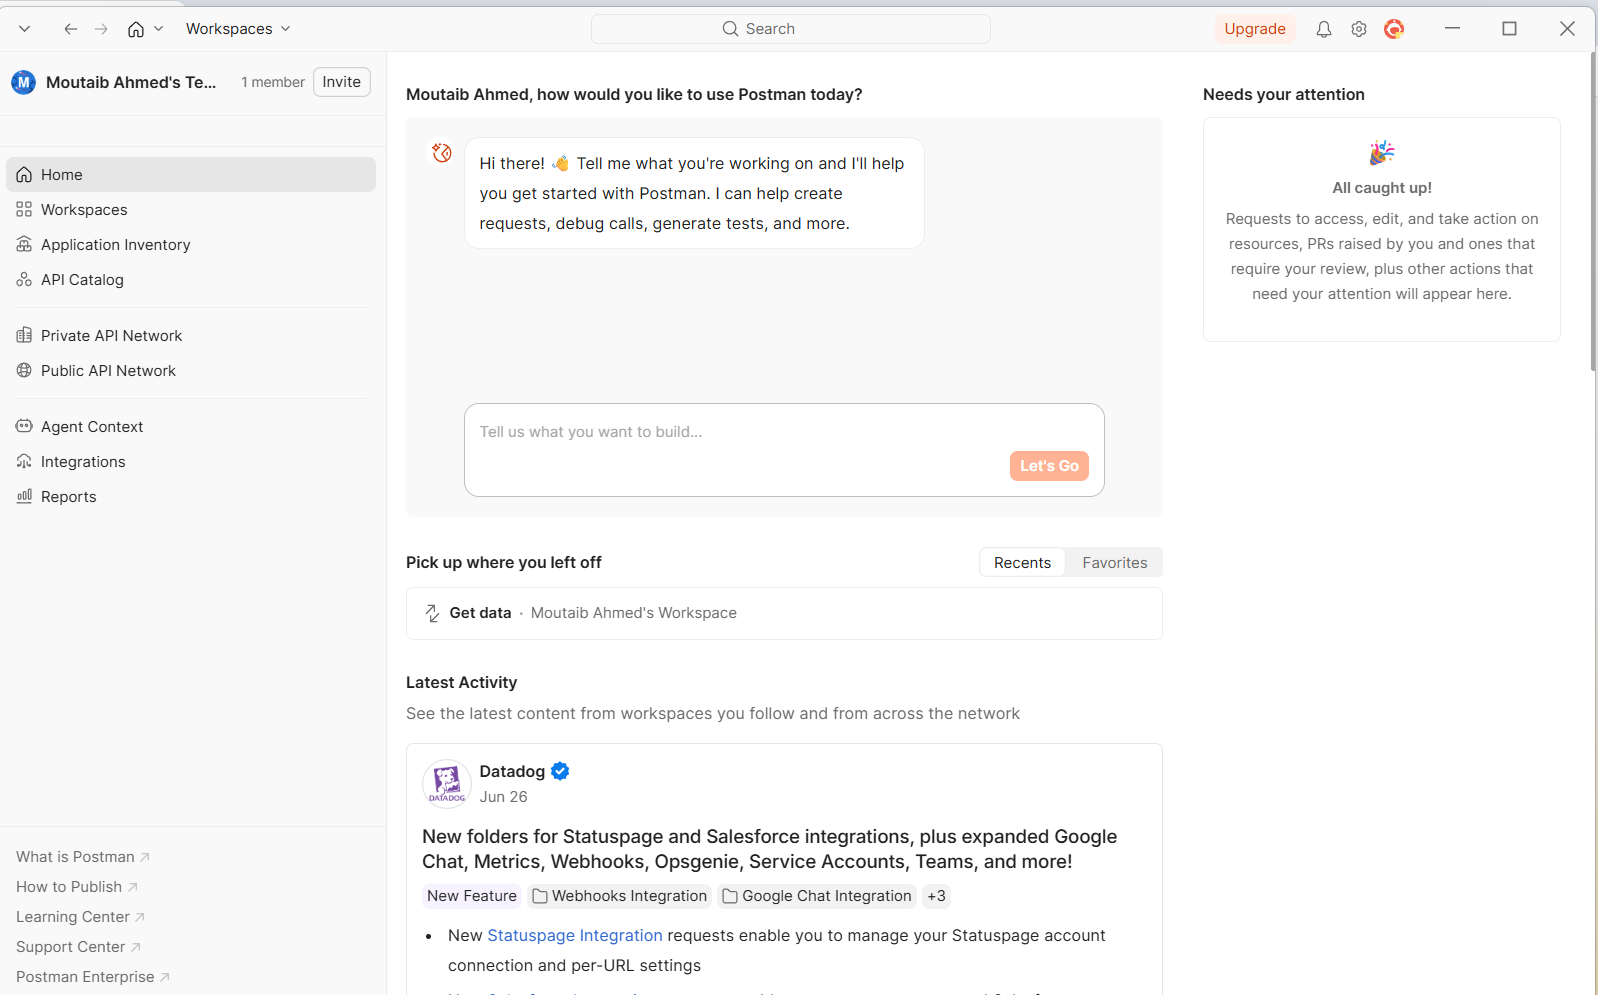 Workspaces
Search
Upgrade
M Moutaib Ahmed's Te... 1 member Invite
Home
Workspaces
Application Inventory
API Catalog
Private API Network
Public API Network
Agent Context
Integrations
Reports
What is Postman
How to Publish
Learning Center
Support Center
Postman Enterprise
Moutaib Ahmed, how would you like to use Postman today?
Hi there! 👋 Tell me what you're working on and I'll help
you get started with Postman. I can help create
requests, debug calls, generate tests, and more.
Tell us what you want to build...
Let's Go
Pick up where you left off
Recents Favorites
Get data · Moutaib Ahmed's Workspace
Latest Activity
See the latest content from workspaces you follow and from across the network
DATADOG
Datadog
Jun 26
New folders for Statuspage and Salesforce integrations, plus expanded Google
Chat, Metrics, Webhooks, Opsgenie, Service Accounts, Teams, and more!
New Feature Webhooks Integration Google Chat Integration +3
• New Statuspage Integration requests enable you to manage your Statuspage account
connection and per-URL settings
Needs your attention
All caught up!
Requests to access, edit, and take action on
resources, PRs raised by you and ones that
require your review, plus other actions that
need your attention will appear here.